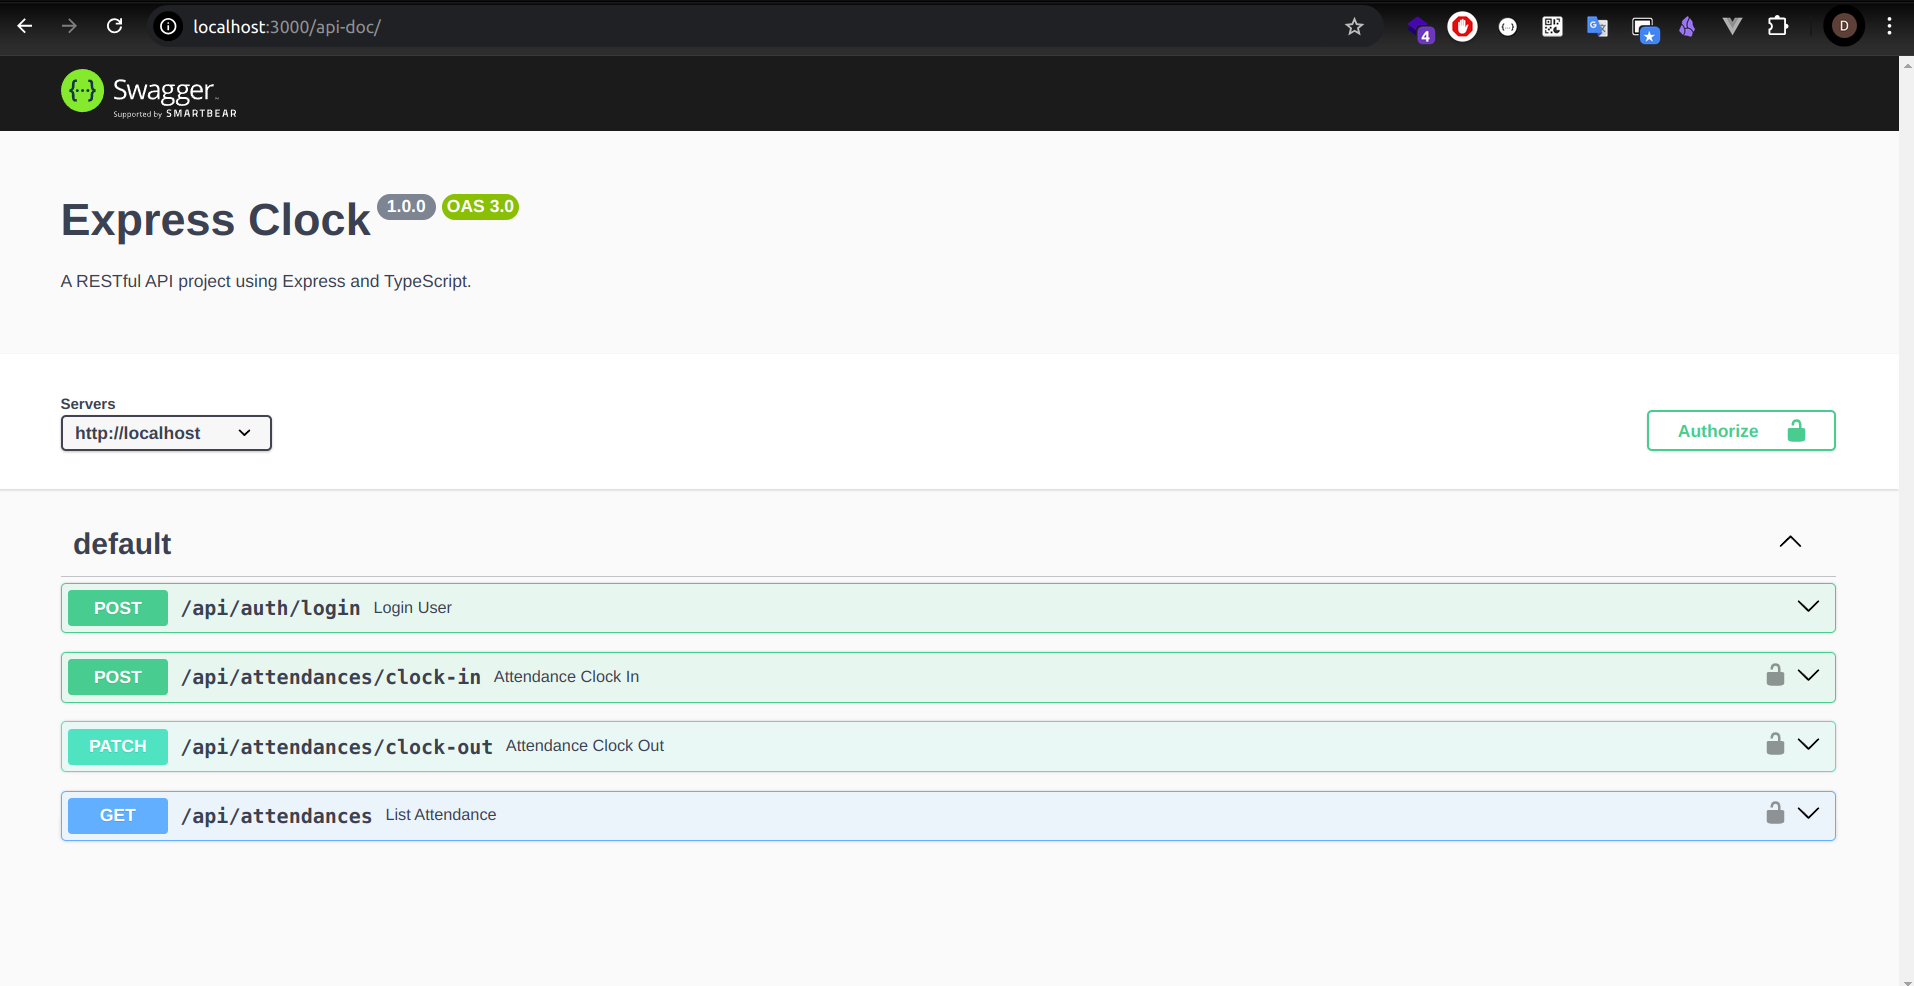 localhost:3000/api-doc/
4
D
{...} Swagger
Supported by SMARTBEAR
Express Clock 1.0.0 OAS 3.0
A RESTful API project using Express and TypeScript.
Servers
http://localhost
Authorize
default
POST /api/auth/login Login User
POST /api/attendances/clock-in Attendance Clock In
PATCH /api/attendances/clock-out Attendance Clock Out
GET /api/attendances List Attendance